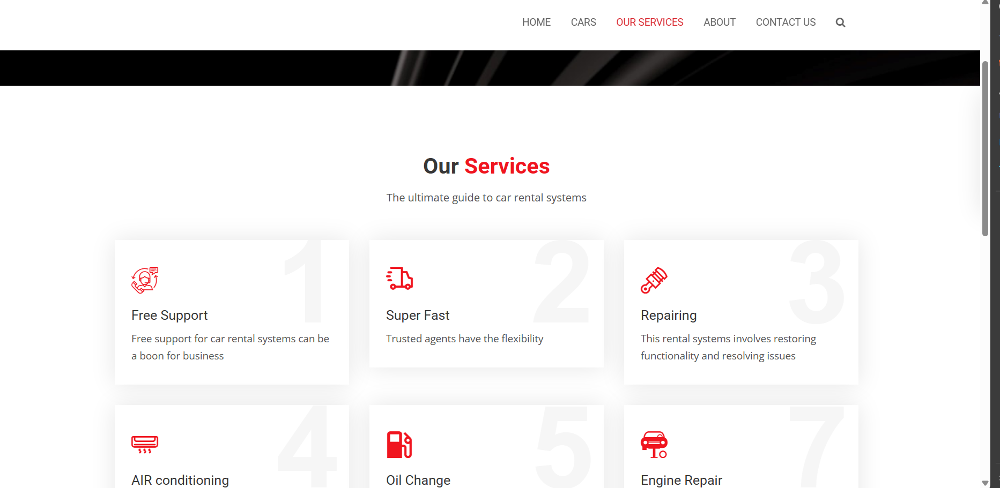 HOME CARS OUR SERVICES ABOUT CONTACT US
Our Services
The ultimate guide to car rental systems
1
Free Support
Free support for car rental systems can be
a boon for business
2
Super Fast
Trusted agents have the flexibility
3
Repairing
This rental systems involves restoring
functionality and resolving issues
4
AIR conditioning
5
Oil Change
7
Engine Repair